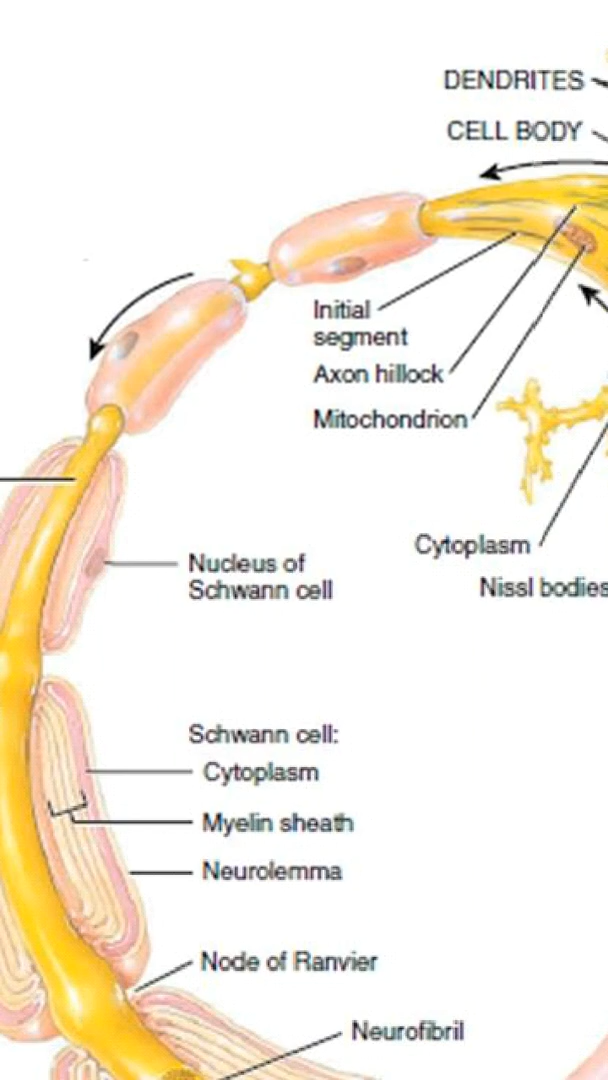 DENDRITES
CELL BODY
Initial
segment
Axon hillock
Mitochondrion
Cytoplasm
Nucleus of
Schwann cell
Nissl bodies
Schwann cell:
Cytoplasm
Myelin sheath
Neurolemma
Node of Ranvier
Neurofibril